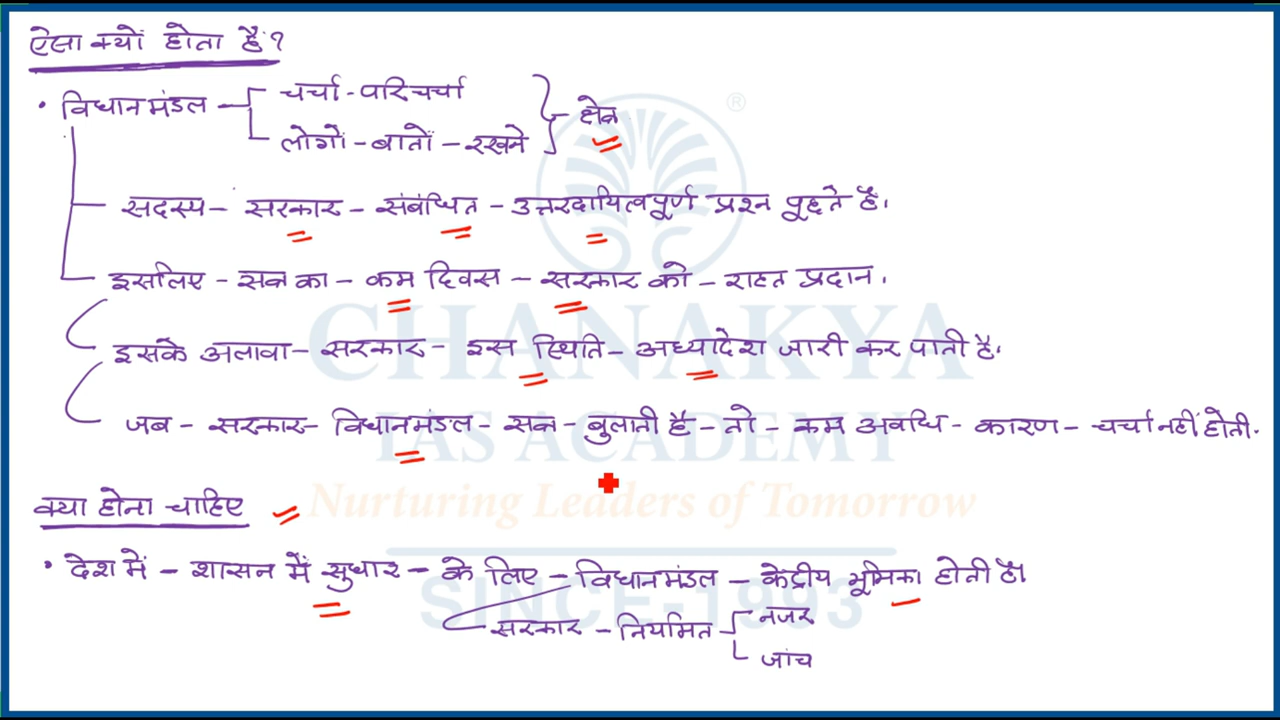 ऐसा क्यों होता है?
• विधानमंडल - चर्चा - परिचर्चा
लोगों - बातों - रखने
क्षेत्र
सदस्य - सरकार - संबंधित - उत्तरदायित्वपूर्ण प्रश्न पूछते है।
इसलिए - सत्र का - कम दिवस - सरकार को - राहत प्रदान।
इसके अलावा - सरकार - इस स्थिति - अध्यादेश जारी कर पाती है।
जब - सरकार - विधानमंडल - सत्र - बुलाती है - तो - कम अवधि - कारण - चर्चा नहीं होती.
क्या होना चाहिए
• देश में - शासन में सुधार - के लिए - विधानमंडल - केंद्रीय भूमिका होती है।
सरकार - नियमित - नजर
जांच
CHANAKYA
IAS ACADEMY
Nurturing Leaders of Tomorrow
SINCE-1993
®